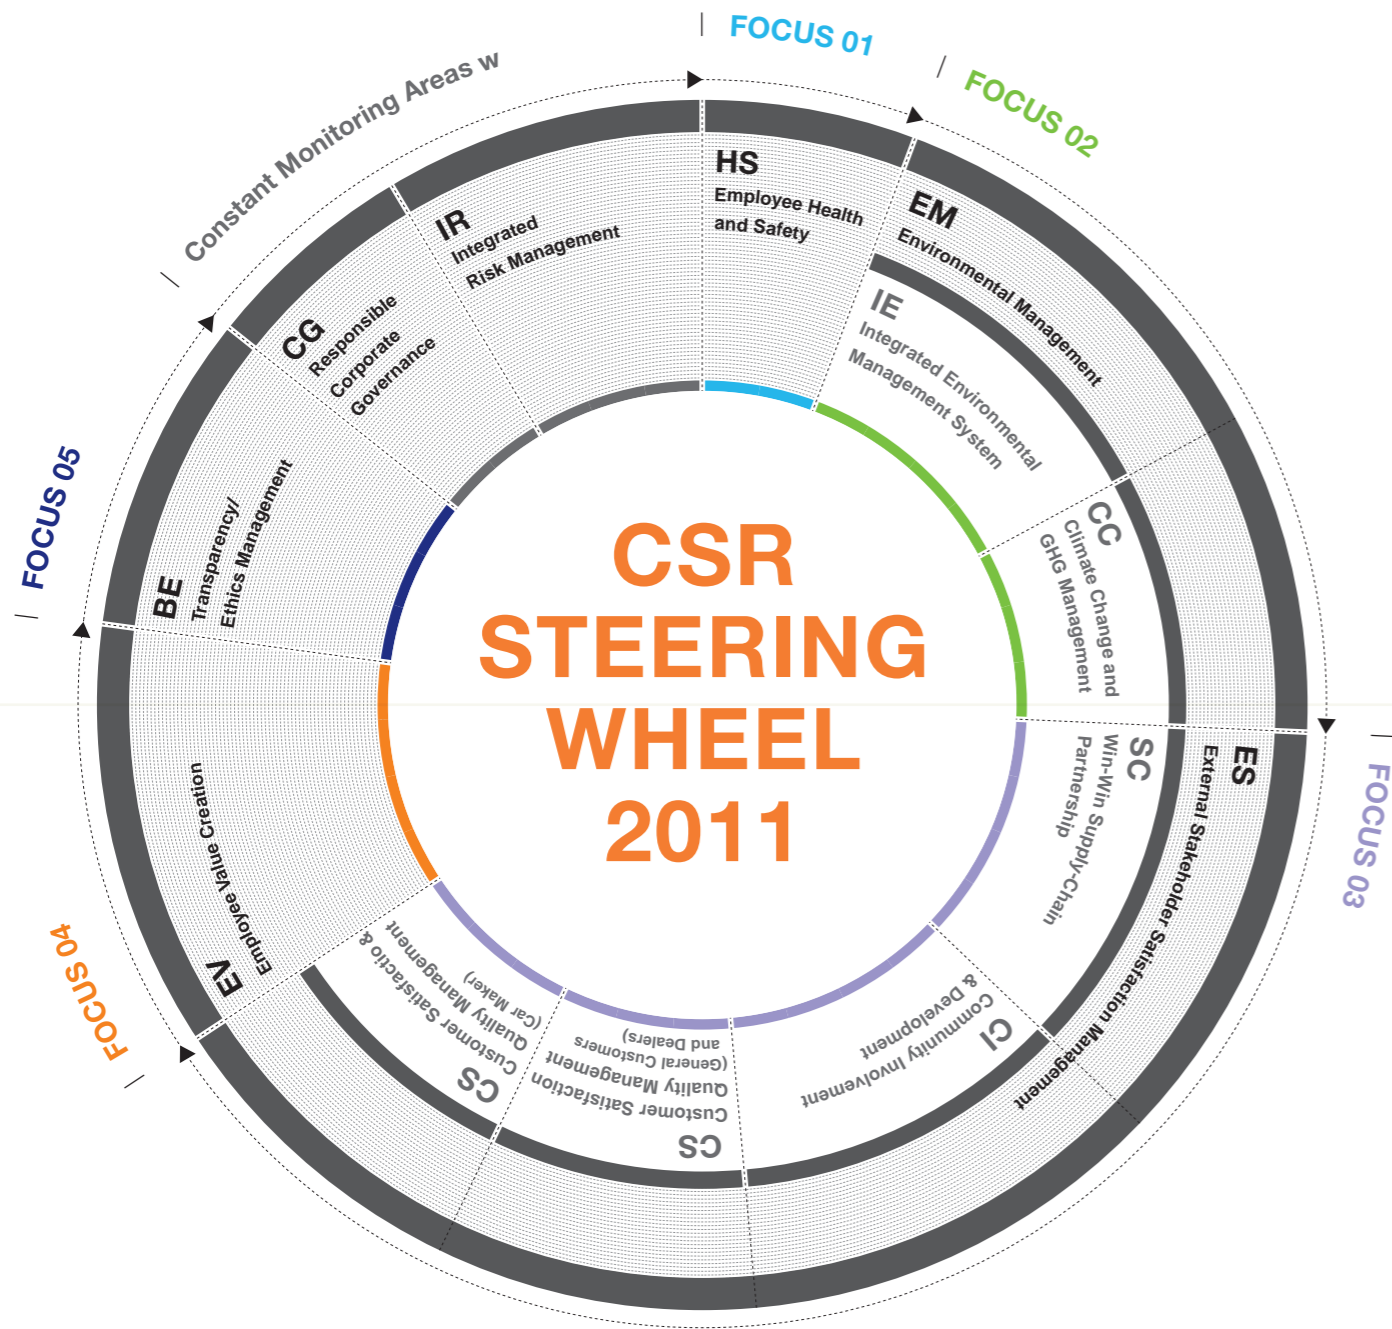 FOCUS 01
FOCUS 02
FOCUS 03
FOCUS 04
FOCUS 05
Constant Monitoring Areas w
HS
Employee Health
and Safety
EM
Environmental Management
IE
Integrated Environmental
Management System
CC
Climate Change and
GHG Management
ES
External Stakeholder Satisfaction Management
SC
Win-Win Supply-Chain
Partnership
CI
Community Involvement
& Development
CS
Customer Satisfaction
Quality Management
(General Customers
and Dealers)
CS
Customer Satisfactio &
Quality Management
(Car Maker)
EV
Employee Value Creation
BE
Transparency/
Ethics Management
CG
Responsible
Corporate
Governance
IR
Integrated
Risk Management
CSR
STEERING
WHEEL
2011